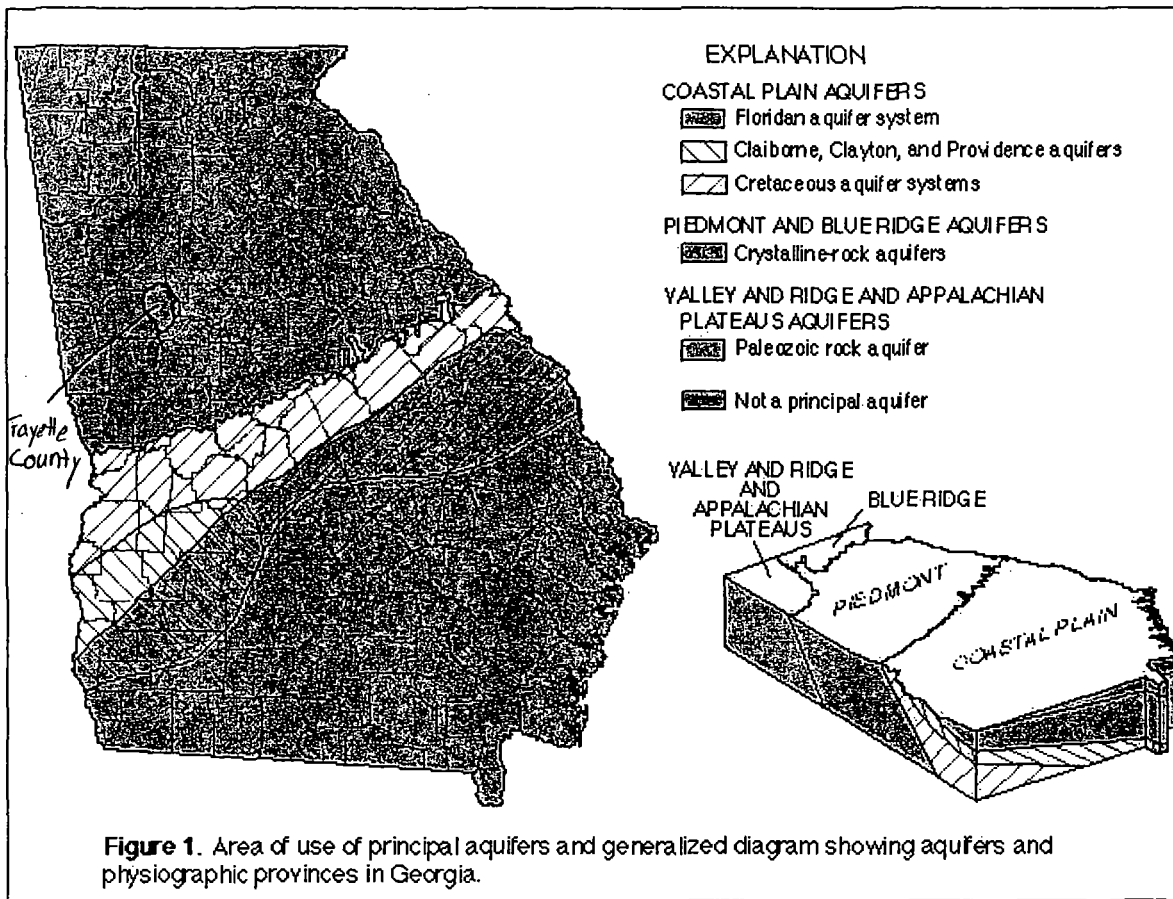 EXPLANATION
COASTAL PLAIN AQUIFERS
Floridan aquifer system
Claiborne, Clayton, and Providence aquifers
Cretaceous aquifer systems
PIEDMONT AND BLUE RIDGE AQUIFERS
Crystalline-rock aquifers
VALLEY AND RIDGE AND APPALACHIAN
PLATEAUS AQUIFERS
Paleozoic rock aquifer
Not a principal aquifer
Fayette
County
VALLEY AND RIDGE
AND
APPALACHIAN
PLATEAUS
BLUE RIDGE
PIEDMONT
COASTAL PLAIN
Figure 1. Area of use of principal aquifers and generalized diagram showing aquifers and
physiographic provinces in Georgia.